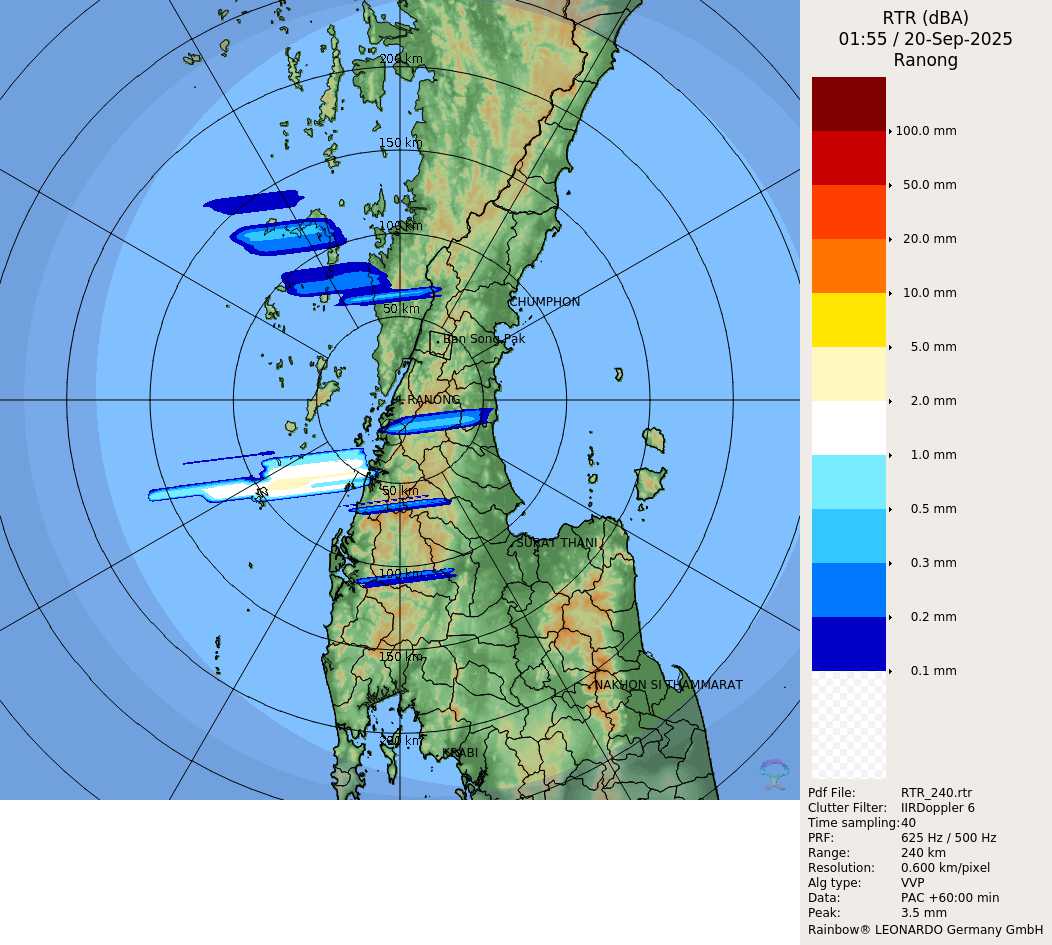 RTR (dBA)
01:55 / 20-Sep-2025
Ranong
200 km
150 km
100 km
50 km
CHUMPHON
Ban Song Pak
RANONG
50 km
SURAT THANI
100 km
150 km
NAKHON SI THAMMARAT
200 km
KRABI
100.0 mm
50.0 mm
20.0 mm
10.0 mm
5.0 mm
2.0 mm
1.0 mm
0.5 mm
0.3 mm
0.2 mm
0.1 mm
Pdf File: RTR_240.rtr
Clutter Filter: IIRDoppler 6
Time sampling:40
PRF: 625 Hz / 500 Hz
Range: 240 km
Resolution: 0.600 km/pixel
Alg type: VVP
Data: PAC +60:00 min
Peak: 3.5 mm
Rainbow® LEONARDO Germany GmbH